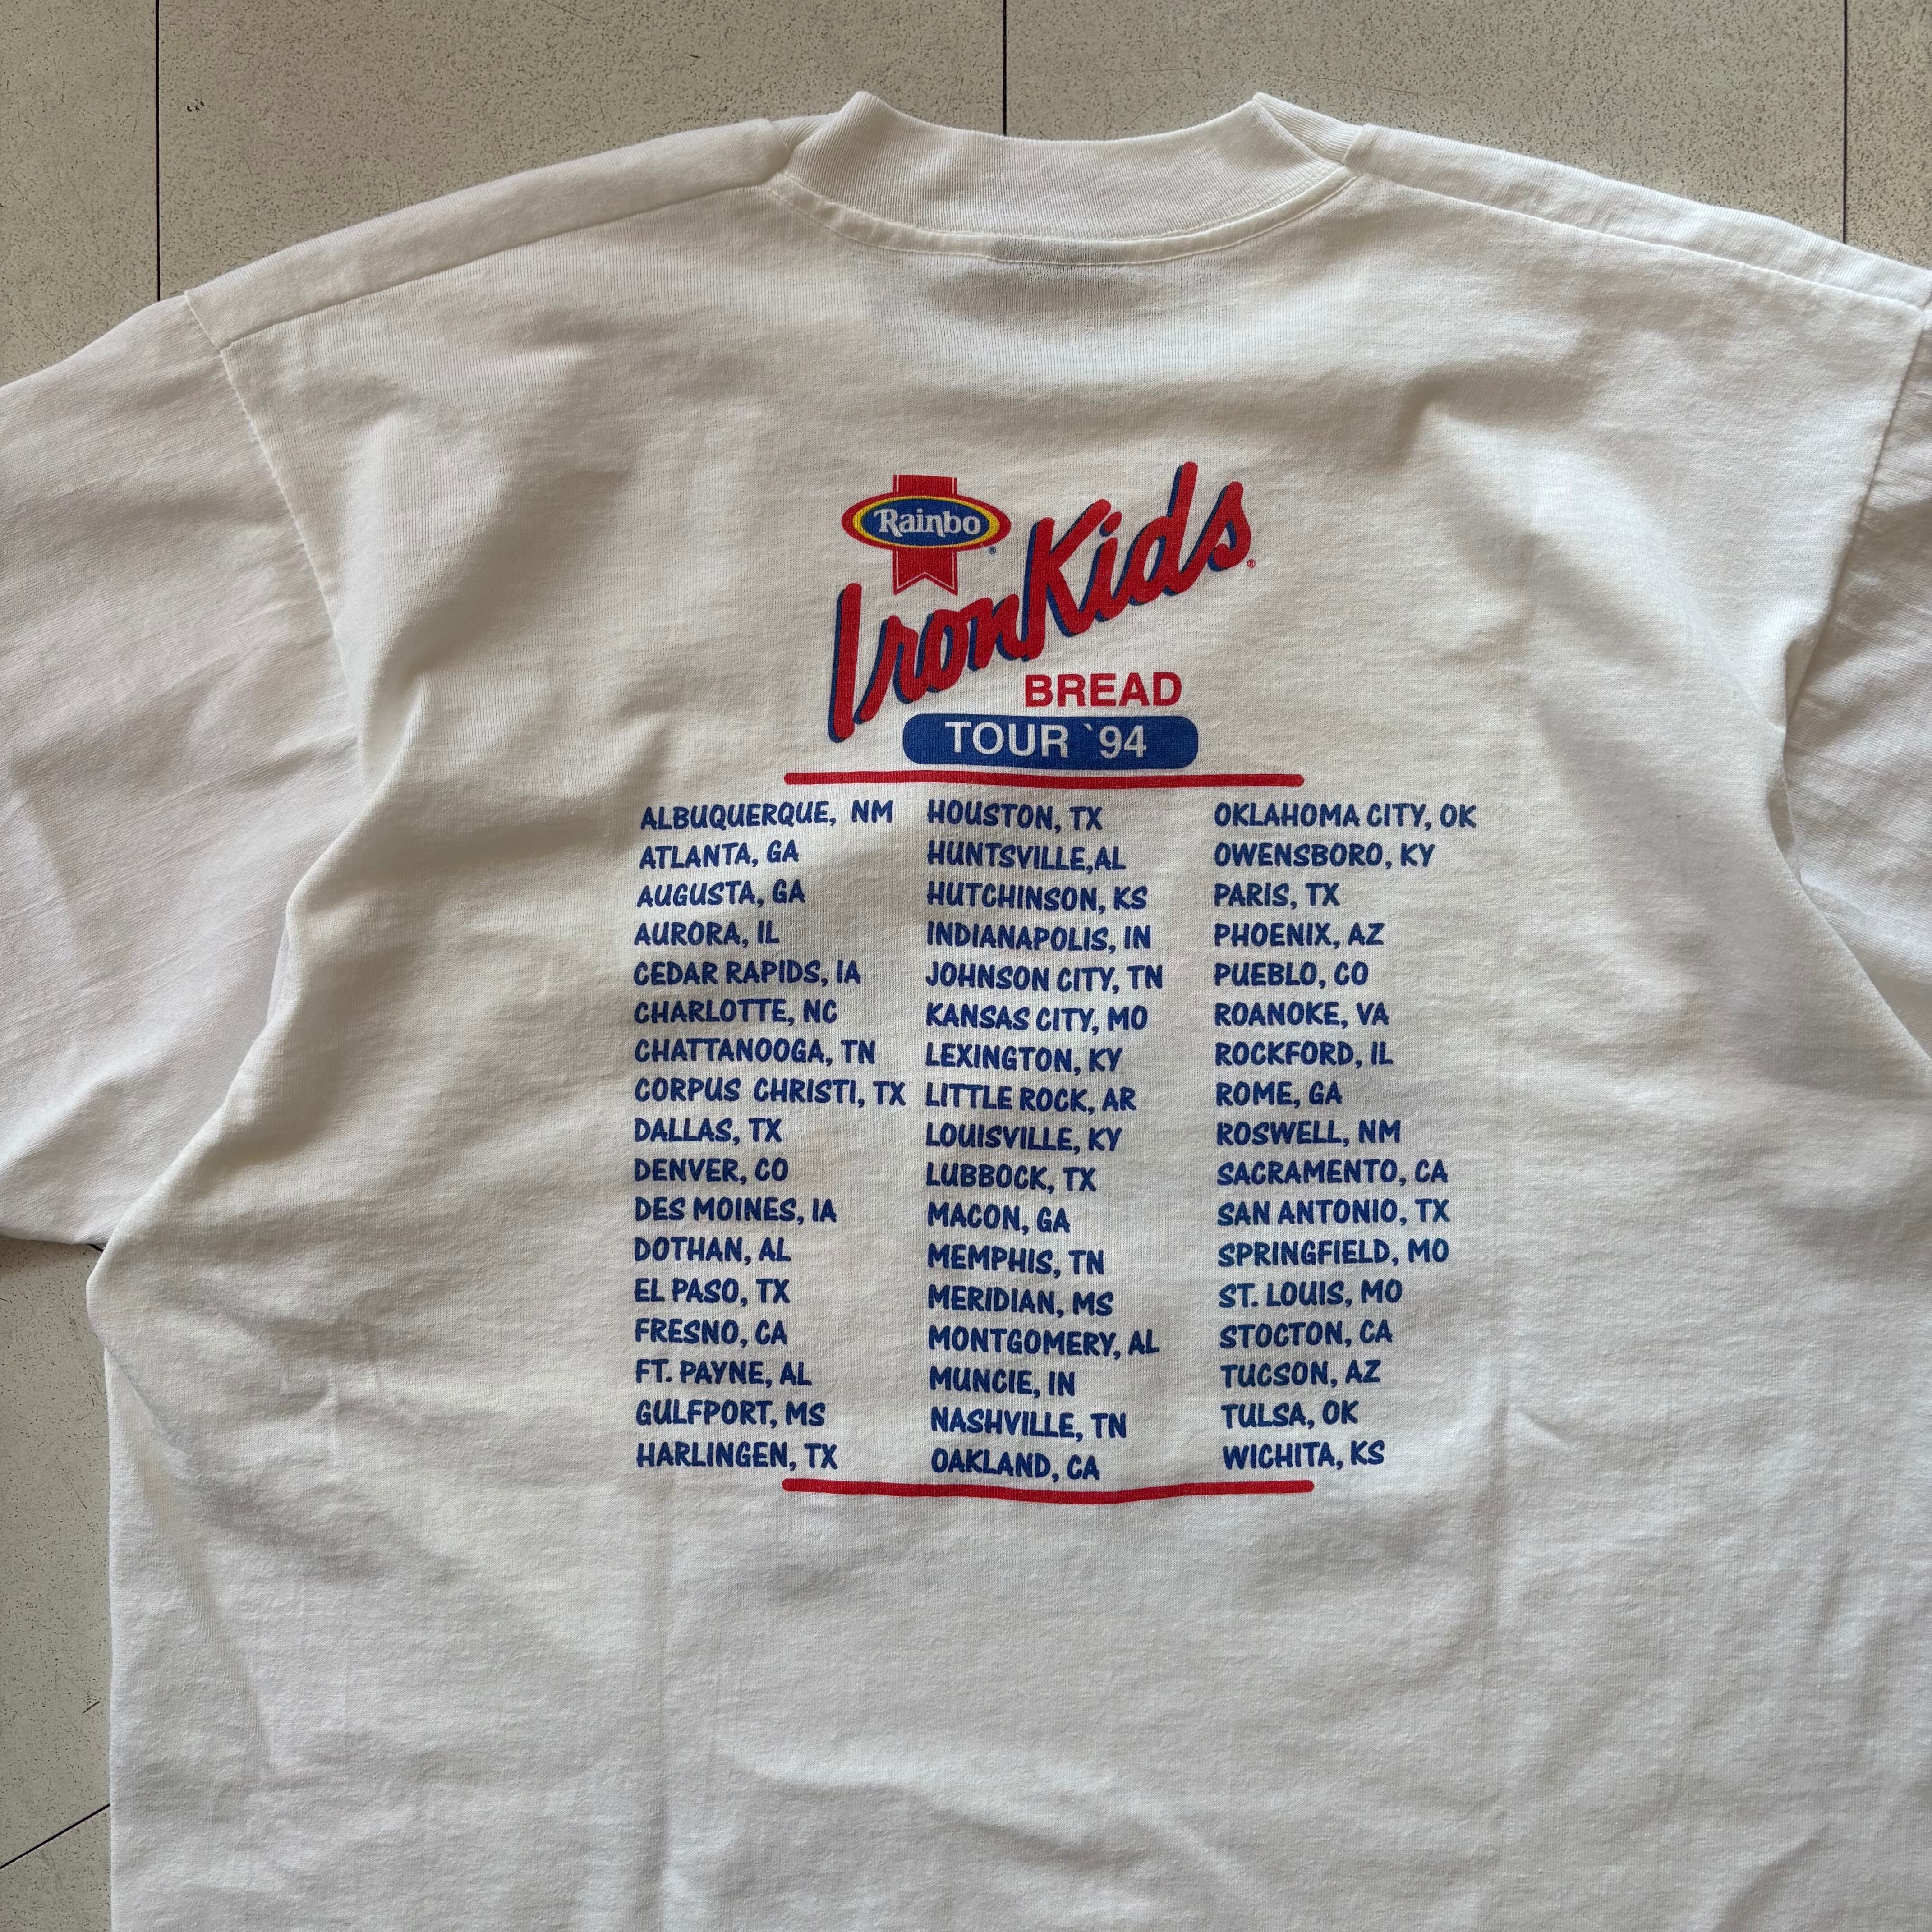 Rainbo
IronKids
BREAD
TOUR `94
ALBUQUERQUE, NM
ATLANTA, GA
AUGUSTA, GA
AURORA, IL
CEDAR RAPIDS, IA
CHARLOTTE, NC
CHATTANOOGA, TN
CORPUS CHRISTI, TX
DALLAS, TX
DENVER, CO
DES MOINES, IA
DOTHAN, AL
EL PASO, TX
FRESNO, CA
FT. PAYNE, AL
GULFPORT, MS
HARLINGEN, TX
HOUSTON, TX
HUNTSVILLE,AL
HUTCHINSON, KS
INDIANAPOLIS, IN
JOHNSON CITY, TN
KANSAS CITY, MO
LEXINGTON, KY
LITTLE ROCK, AR
LOUISVILLE, KY
LUBBOCK, TX
MACON, GA
MEMPHIS, TN
MERIDIAN, MS
MONTGOMERY, AL
MUNCIE, IN
NASHVILLE, TN
OAKLAND, CA
OKLAHOMA CITY, OK
OWENSBORO, KY
PARIS, TX
PHOENIX, AZ
PUEBLO, CO
ROANOKE, VA
ROCKFORD, IL
ROME, GA
ROSWELL, NM
SACRAMENTO, CA
SAN ANTONIO, TX
SPRINGFIELD, MO
ST. LOUIS, MO
STOCTON, CA
TUCSON, AZ
TULSA, OK
WICHITA, KS